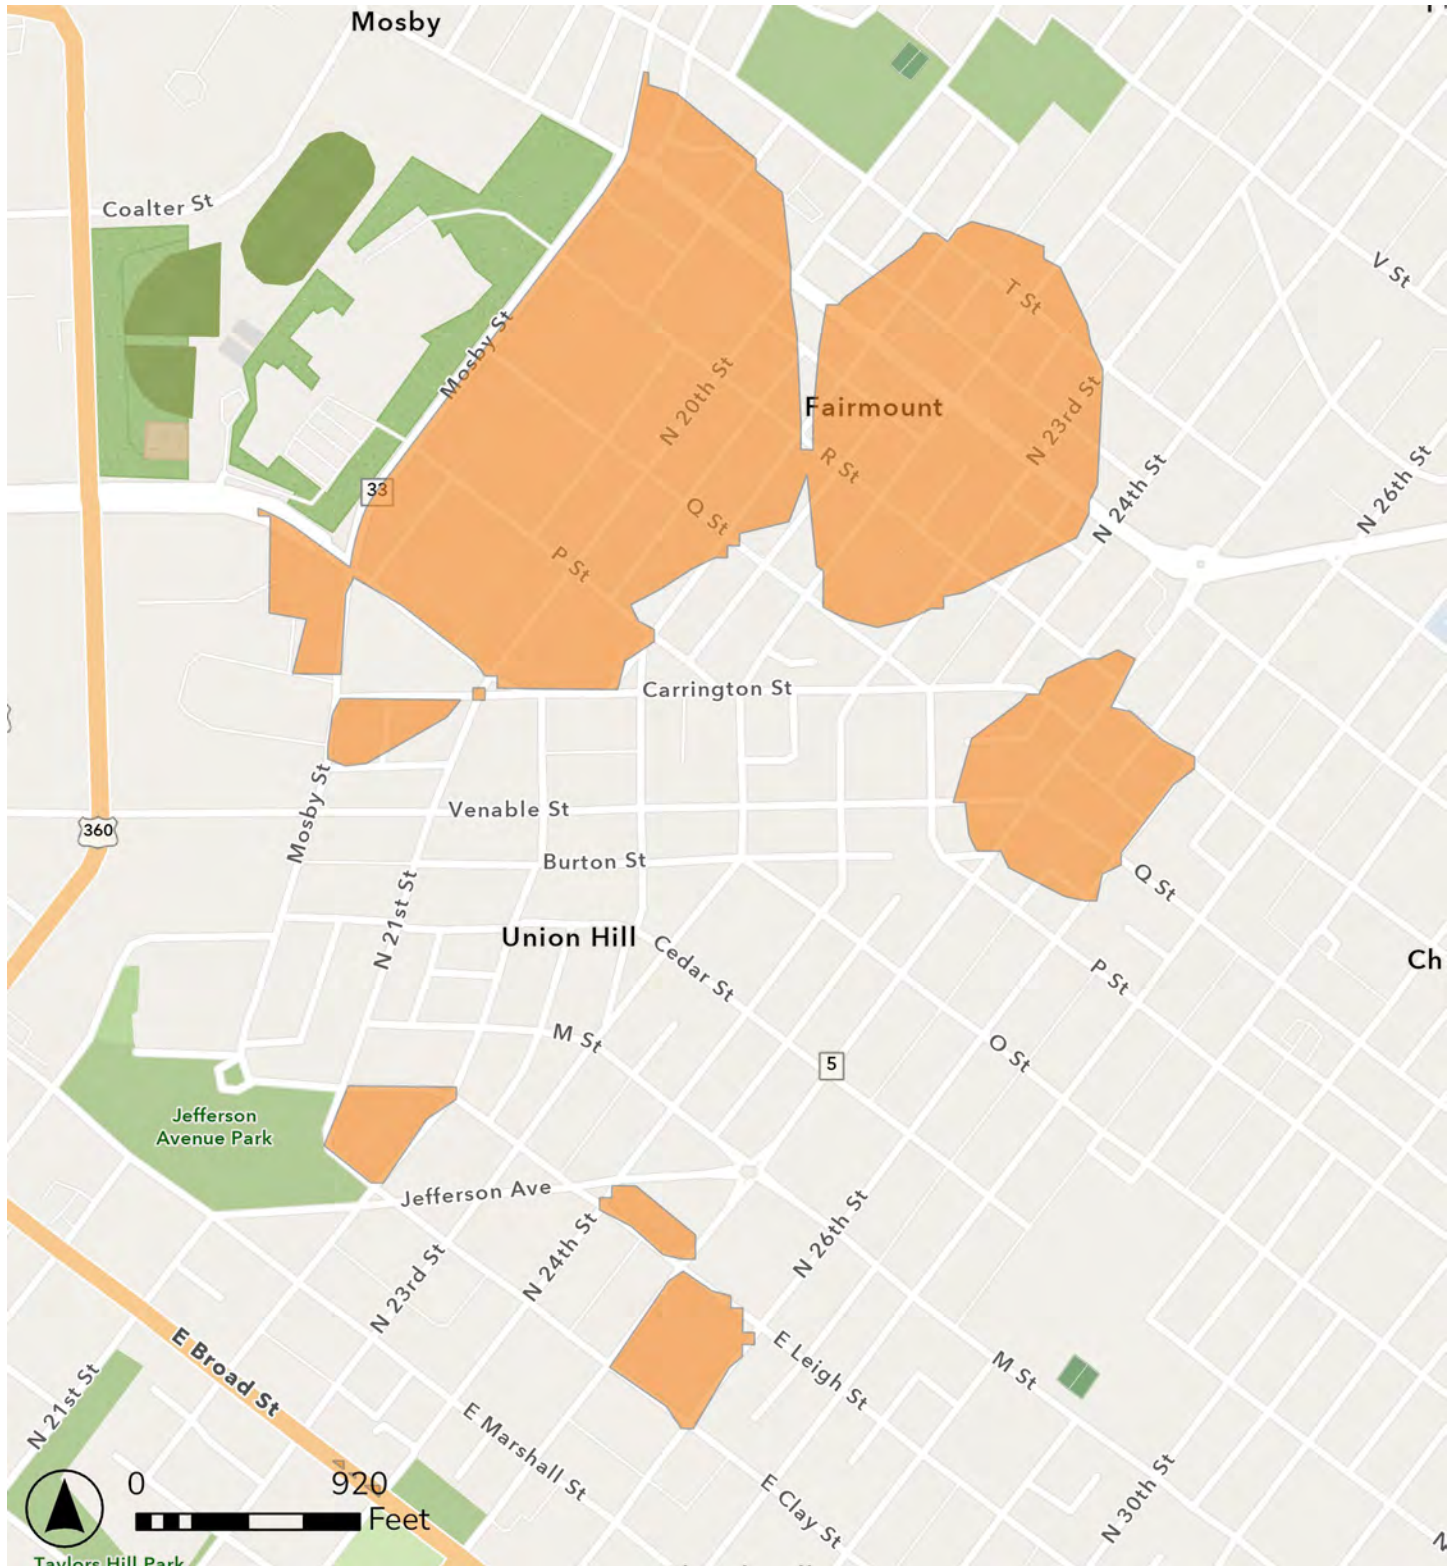 Mosby
Coalter St
V St
T St
Mosby St
N 20th St
Fairmount
N 23rd St
R St
33
N 24th St
N 26th St
Q St
P St
Carrington St
Mosby St
Venable St
360
Burton St
Q St
N 21st St
Union Hill
Cedar St
Ch
P St
M St
O St
5
Jefferson
Avenue Park
Jefferson Ave
N 24th St
N 26th St
N 23rd St
E Broad St
E Leigh St
M St
N 21st St
E Marshall St
E Clay St
N 30th St
0 920
Feet
Taylors Hill Park